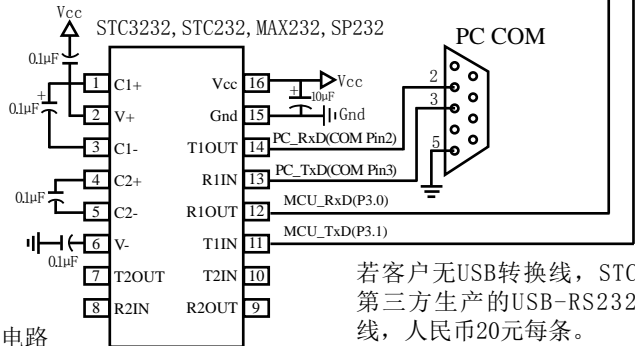 Vcc
STC3232, STC232, MAX232, SP232
PC COM
0.1μF
0.1μF
1 C1+ Vcc 16 Vcc
10μF
2 V+ Gnd 15 Gnd
3 C1- T1OUT 14 PC_RxD(COM Pin2)
4 C2+ R1IN 13 PC_TxD(COM Pin3)
0.1μF
5 C2- R1OUT 12 MCU_RxD(P3.0)
6 V- T1IN 11 MCU_TxD(P3.1)
0.1μF
7 T2OUT T2IN 10
8 R2IN R2OUT 9
2
3
5
若客户无USB转换线，STC
第三方生产的USB-RS232
线，人民币20元每条。
电路